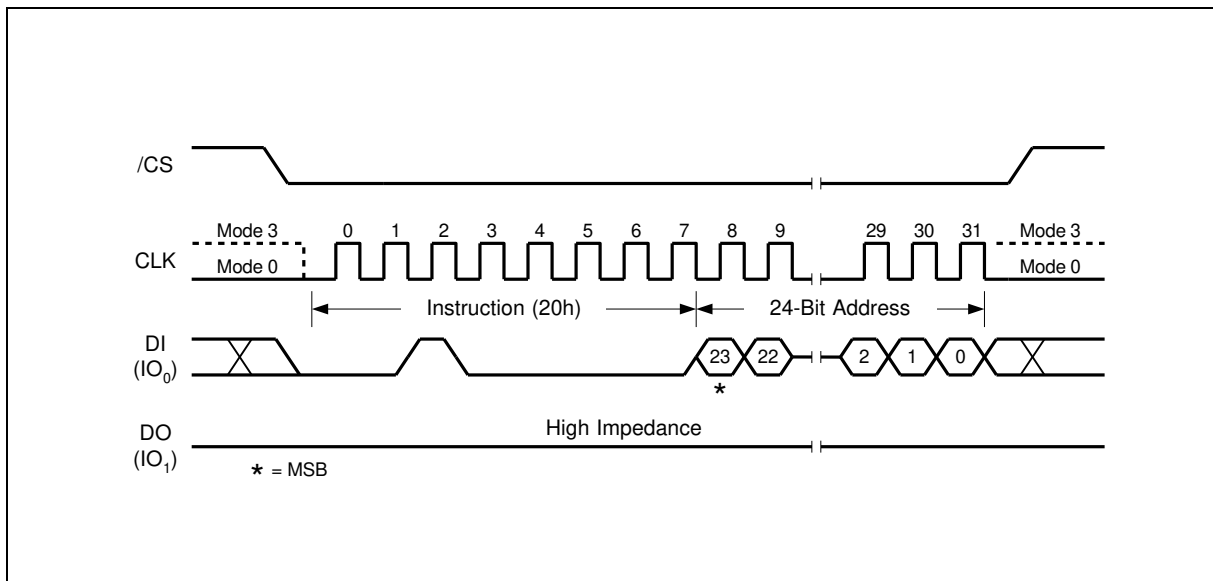 /CS
Mode 3 0 1 2 3 4 5 6 7 8 9 29 30 31 Mode 3
CLK
Mode 0 Mode 0
Instruction (20h) 24-Bit Address
DI
(IO₀)
23 22 2 1 0
*
DO
(IO₁)
High Impedance
* = MSB